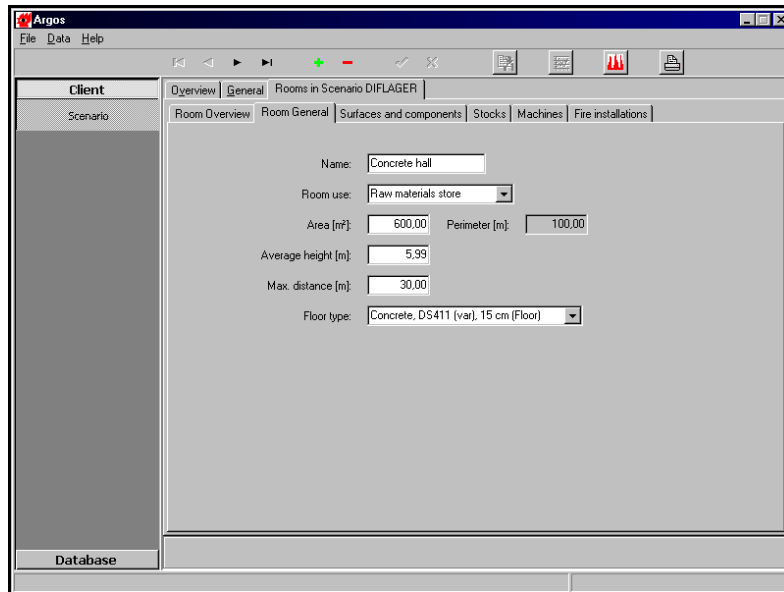 Argos
File Data Help
Client
Scenario
Database
Overview General Rooms in Scenario DIFLAGER
Room Overview Room General Surfaces and components Stocks Machines Fire installations
Name: Concrete hall
Room use: Raw materials store
Area [m²]: 600,00 Perimeter [m]: 100,00
Average height [m]: 5,99
Max. distance [m]: 30,00
Floor type: Concrete, DS411 (var), 15 cm (Floor)